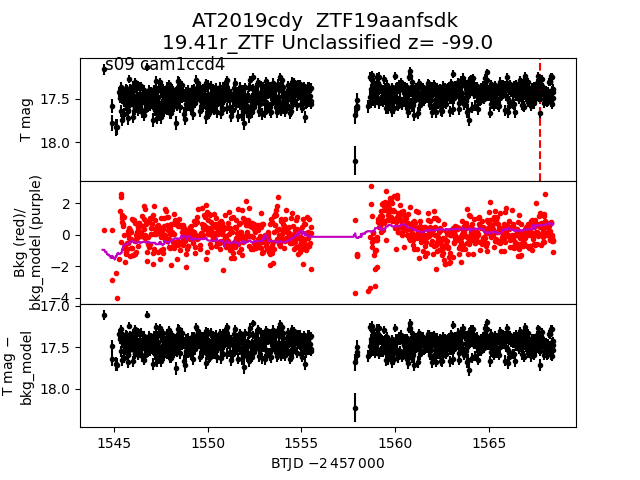 AT2019cdy  ZTF19aanfsdk
19.41r_ZTF Unclassified z= -99.0
s09 cam1ccd4
17.5
18.0
T mag
2
0
−2
−4
Bkg (red)/
bkg_model (purple)
17.0
17.5
18.0
T mag −
bkg_model
1545
1550
1555
1560
1565
BTJD −2 457 000